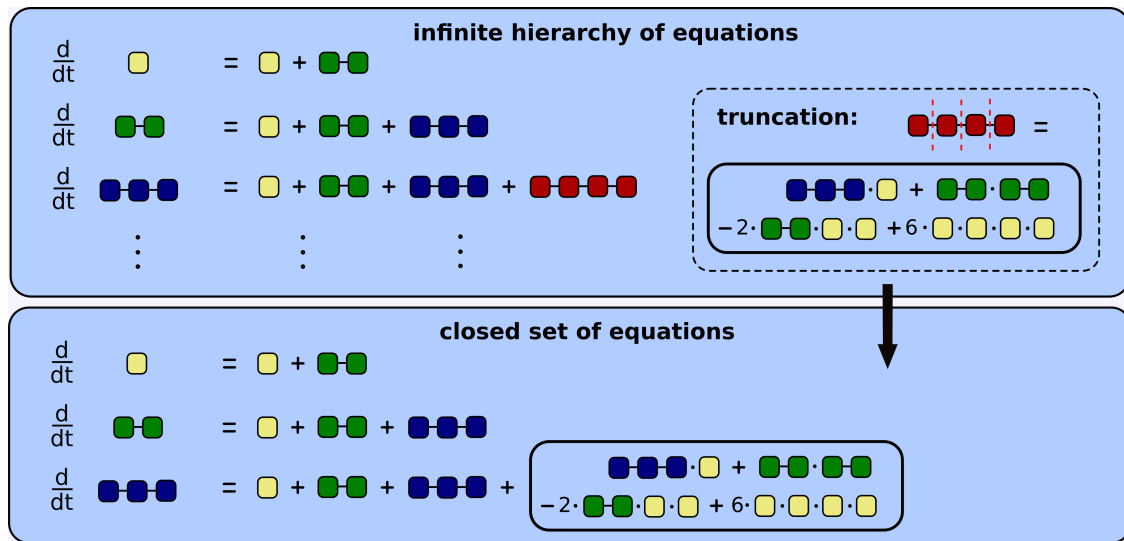 infinite hierarchy of equations
d/dt = +
d/dt = + +
truncation: =
d/dt = + + +
· +  ·
−2· · · +6· · · ·
⋮ ⋮ ⋮
closed set of equations
d/dt = +
d/dt = + +
d/dt = + + +
· +  ·
−2· · · +6· · · ·